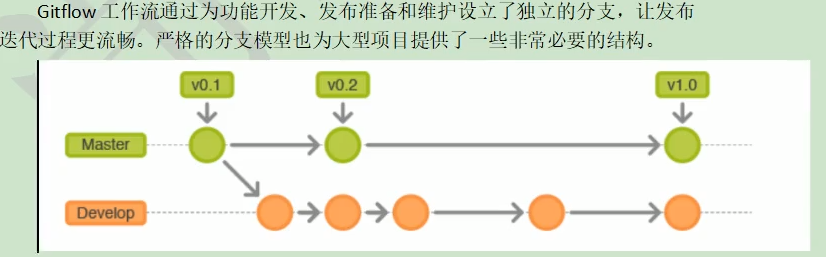 Gitflow 工作流通过为功能开发、发布准备和维护设立了独立的分支，让发布
迭代过程更流畅。严格的分支模型也为大型项目提供了一些非常必要的结构。
v0.1 v0.2 v1.0
Master
Develop